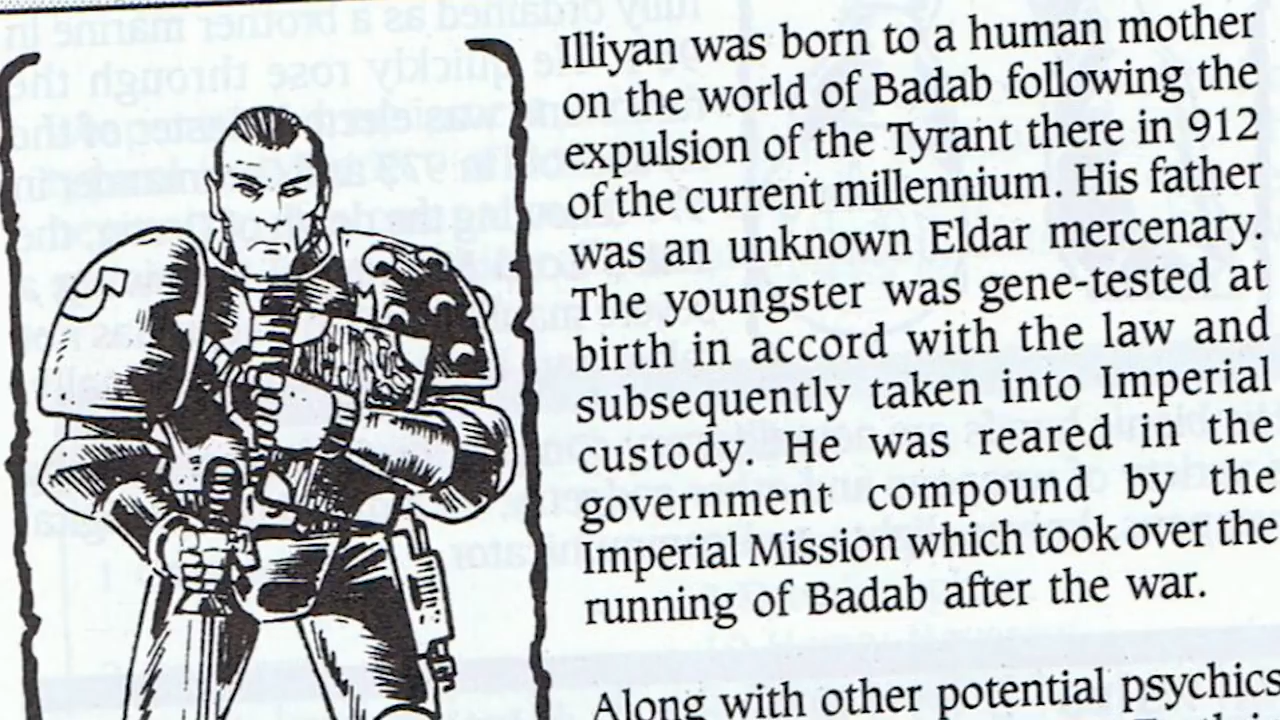 Illiyan was born to a human mother
on the world of Badab following the
expulsion of the Tyrant there in 912
of the current millennium. His father
was an unknown Eldar mercenary.
The youngster was gene-tested at
birth in accord with the law and
subsequently taken into Imperial
custody. He was reared in the
government compound by the
Imperial Mission which took over the
running of Badab after the war.
Along with other potential psychics